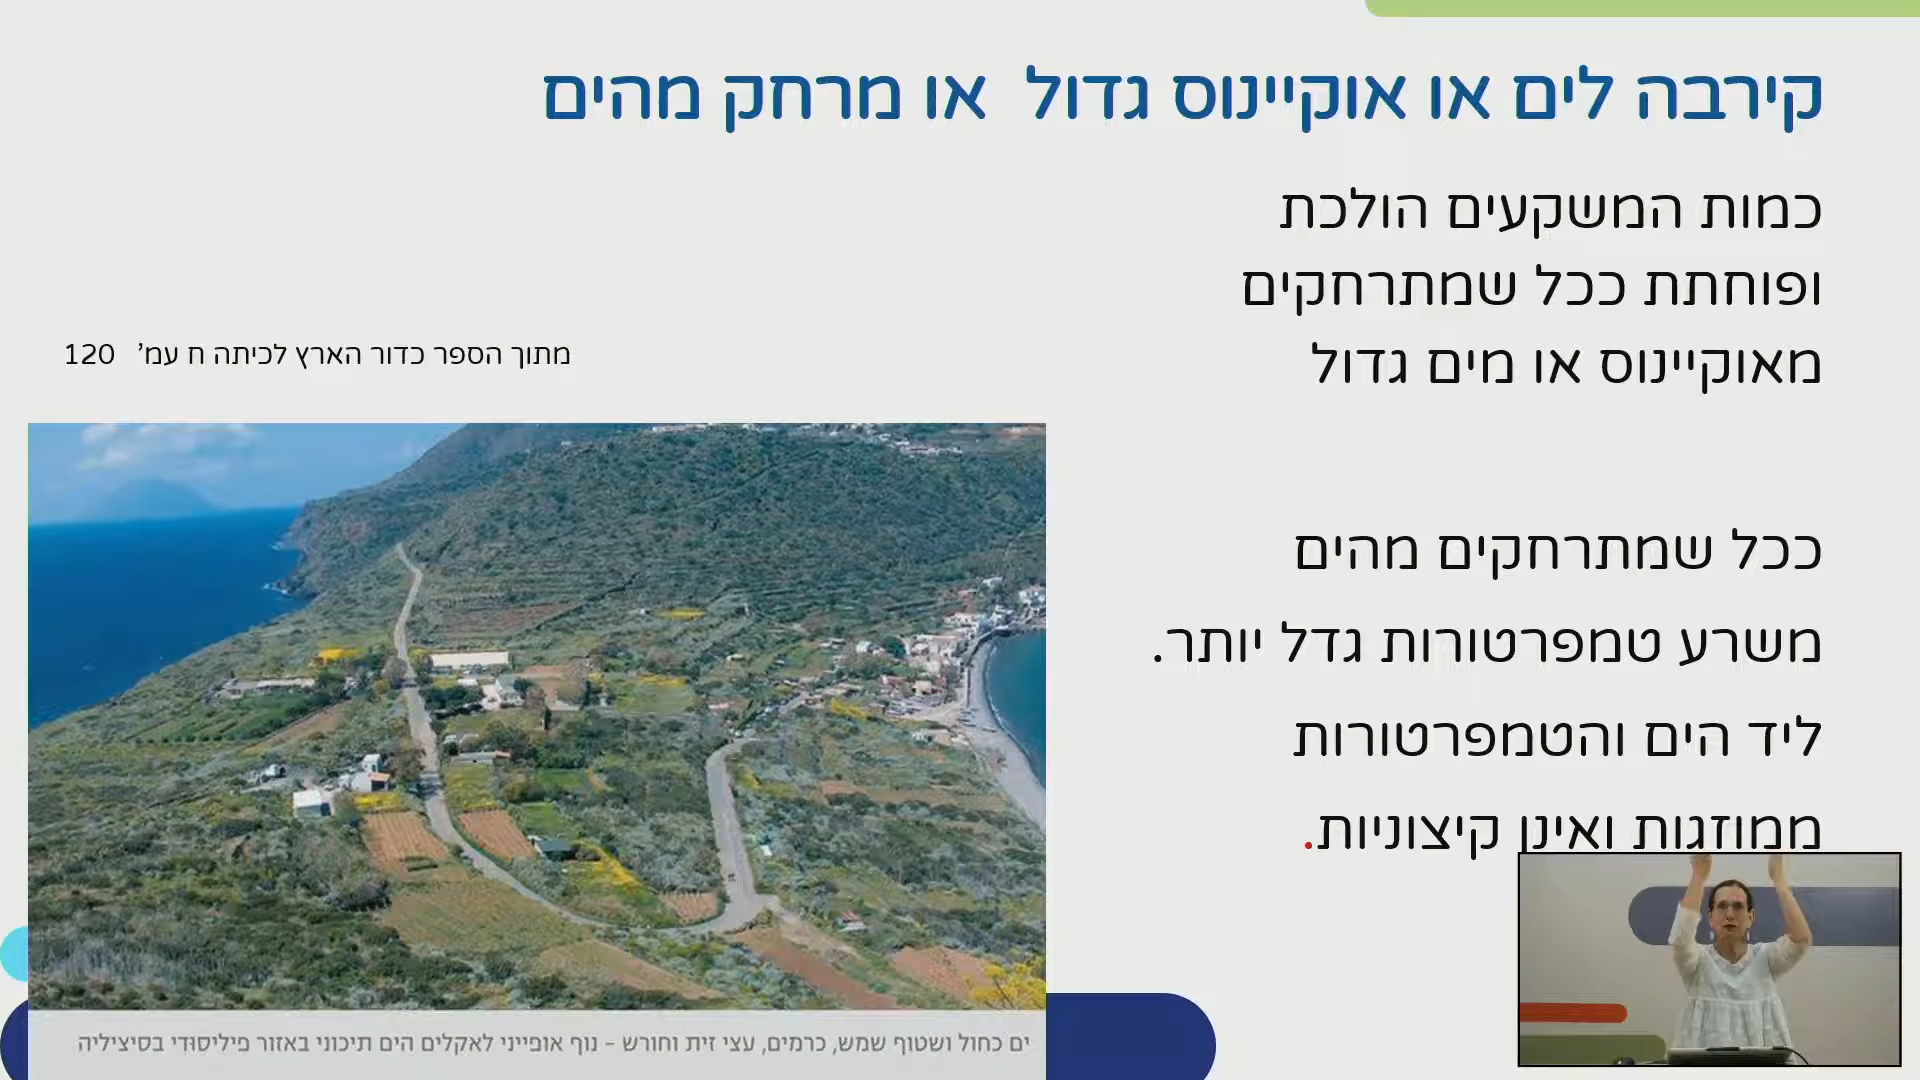 קירבה לים או אוקיינוס גדול או מרחק מהים
כמות המשקעים הולכת
ופוחתת ככל שמתרחקים
מאוקיינוס או מים גדול
ככל שמתרחקים מהים
משרע טמפרטורות גדל יותר.
ליד הים והטמפרטורות
ממוזגות ואינן קיצוניות.
מתוך הספר כדור הארץ לכיתה ח עמ' 120
ים כחול ושטוף שמש, כרמים, עצי זית וחורש - נוף אופייני לאקלים הים תיכוני באזור פיליסוּדי בסיציליה